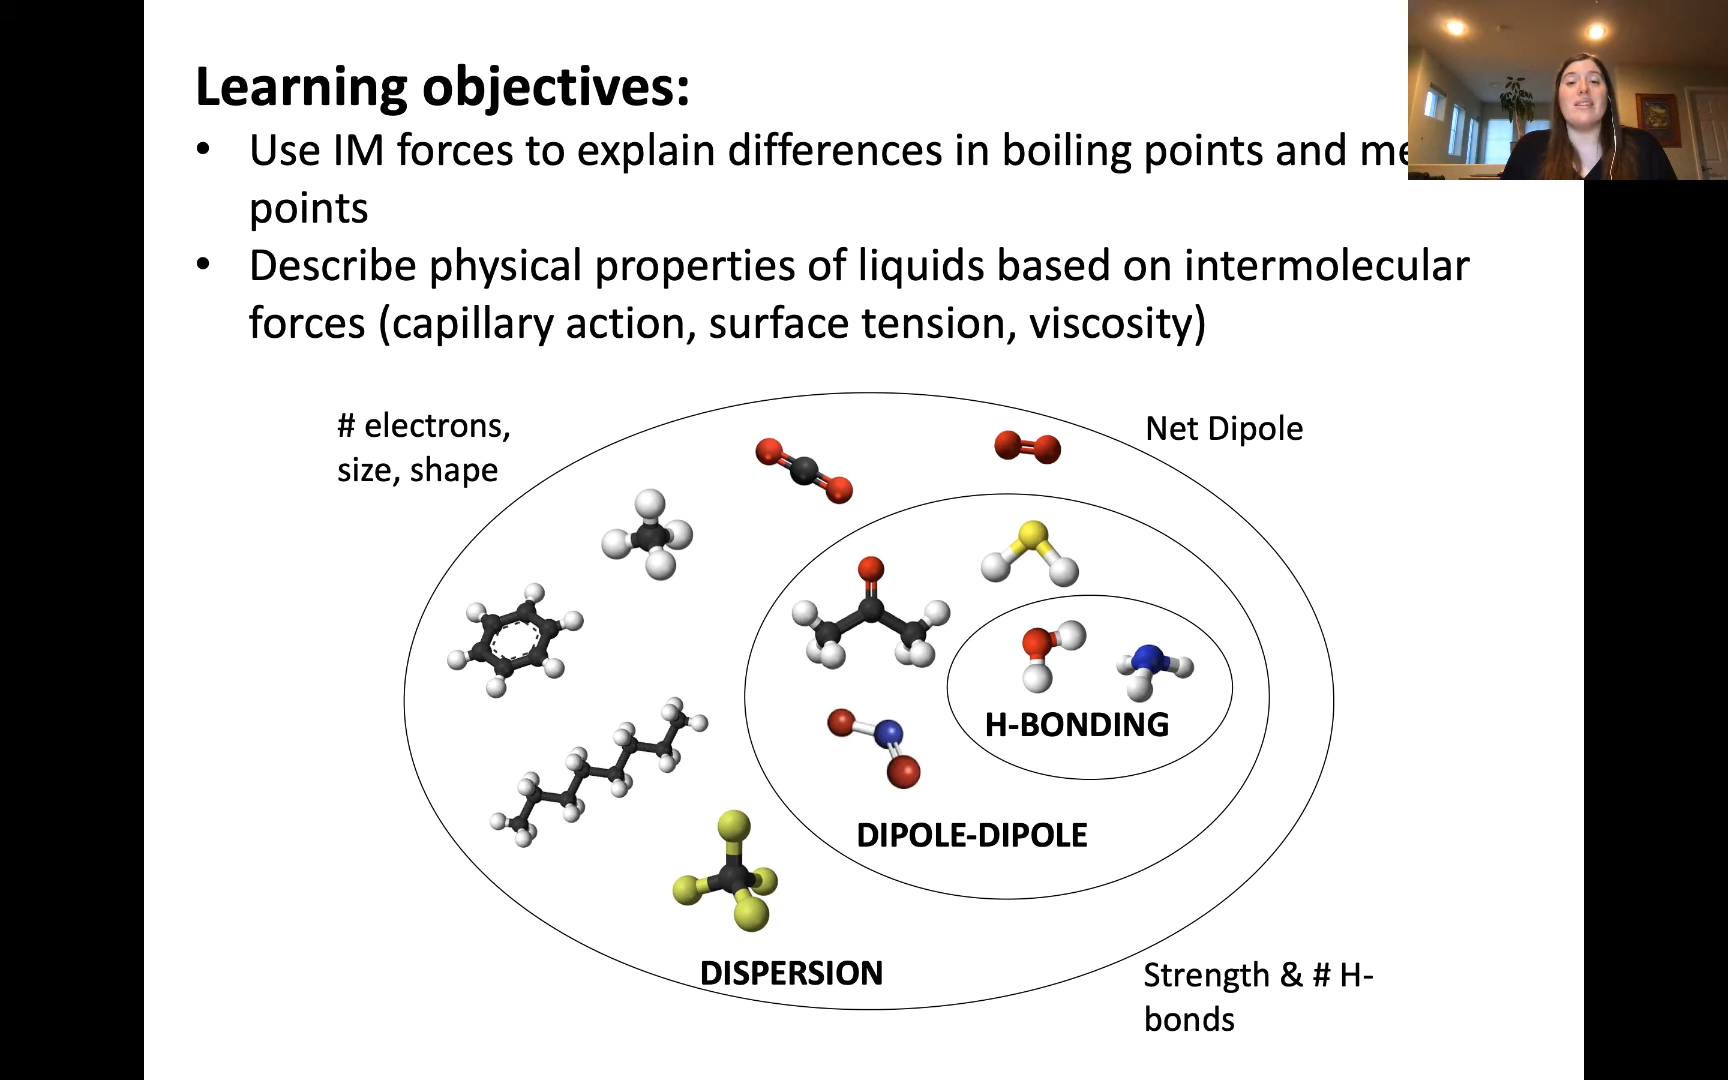 Learning objectives:
• Use IM forces to explain differences in boiling points and
points
• Describe physical properties of liquids based on intermolecular
forces (capillary action, surface tension, viscosity)
# electrons,
size, shape
Net Dipole
H-BONDING
DIPOLE-DIPOLE
DISPERSION
Strength & # H-
bonds